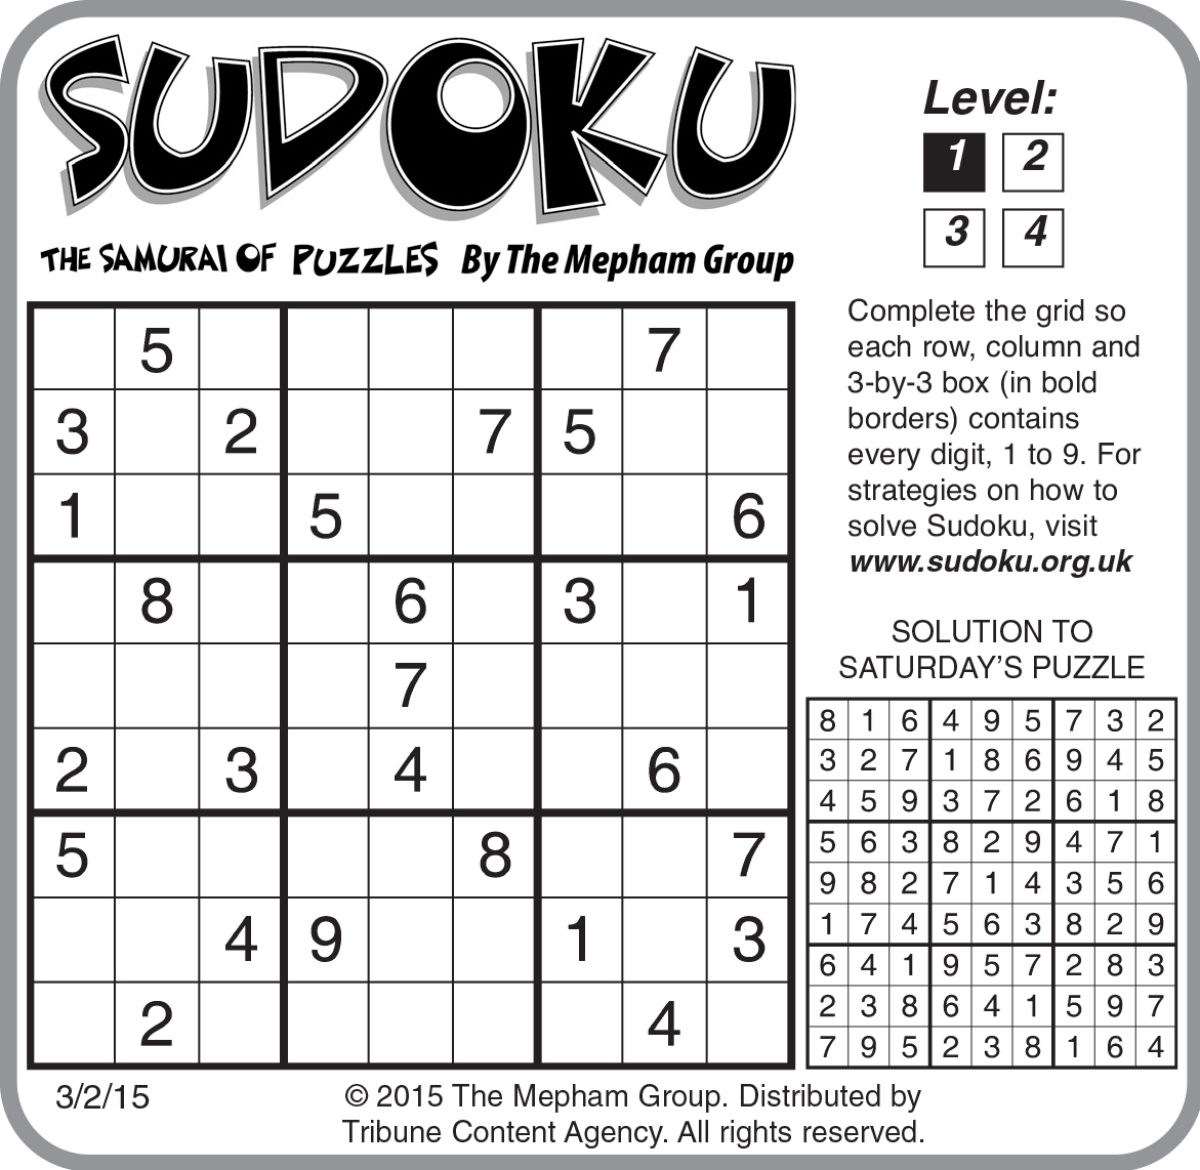 SUDOKU
THE SAMURAI OF PUZZLES By The Mepham Group
Level:
1 2
3 4
5 7
3 2 7 5
1 5 6
8 6 3 1
7
2 3 4 6
5 8 7
4 9 1 3
2 4
Complete the grid so
each row, column and
3-by-3 box (in bold
borders) contains
every digit, 1 to 9. For
strategies on how to
solve Sudoku, visit
www.sudoku.org.uk
SOLUTION TO
SATURDAY’S PUZZLE
8 1 6 4 9 5 7 3 2
3 2 7 1 8 6 9 4 5
4 5 9 3 7 2 6 1 8
5 6 3 8 2 9 4 7 1
9 8 2 7 1 4 3 5 6
1 7 4 5 6 3 8 2 9
6 4 1 9 5 7 2 8 3
2 3 8 6 4 1 5 9 7
7 9 5 2 3 8 1 6 4
3/2/15
© 2015 The Mepham Group. Distributed by
Tribune Content Agency. All rights reserved.